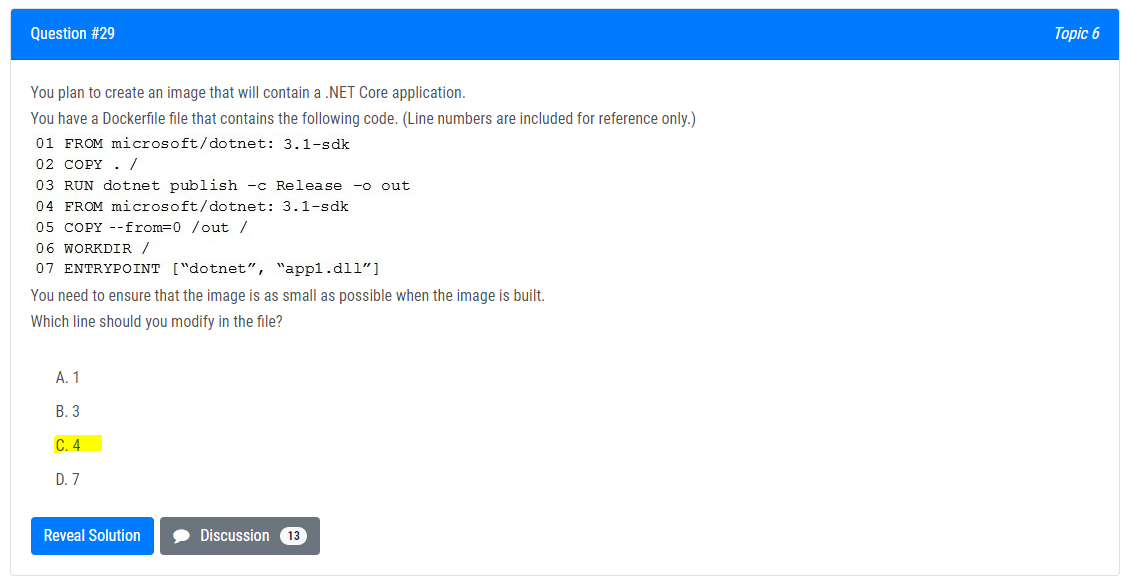 Question #29
Topic 6
You plan to create an image that will contain a .NET Core application.
You have a Dockerfile file that contains the following code. (Line numbers are included for reference only.)
01 FROM microsoft/dotnet: 3.1-sdk
02 COPY . /
03 RUN dotnet publish -c Release -o out
04 FROM microsoft/dotnet: 3.1-sdk
05 COPY --from=0 /out /
06 WORKDIR /
07 ENTRYPOINT [“dotnet”, “app1.dll”]
You need to ensure that the image is as small as possible when the image is built.
Which line should you modify in the file?
A. 1
B. 3
C. 4
D. 7
Reveal Solution
Discussion 13